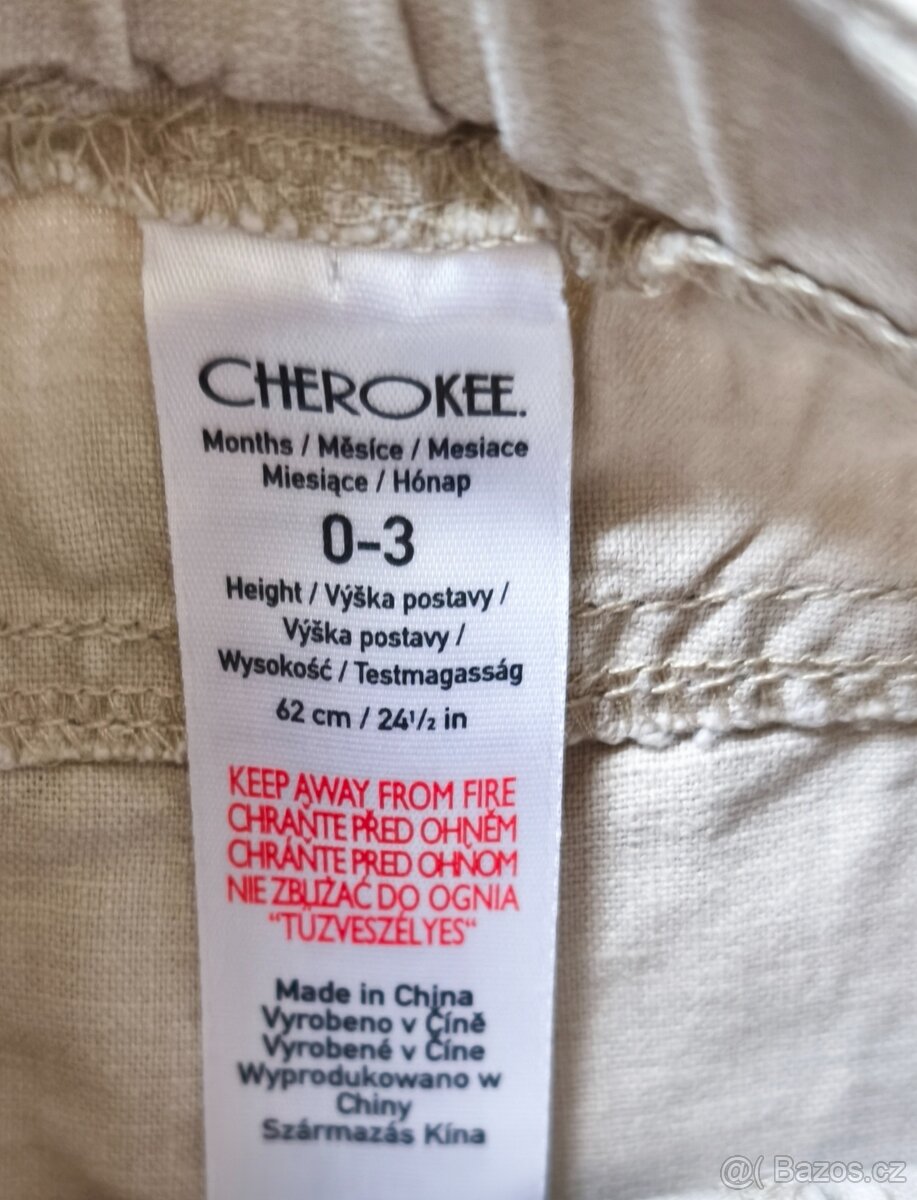 CHEROKEE.
Months / Měsíce / Mesiace
Miesiące / Hónap
0-3
Height / Výška postavy /
Výška postavy /
Wysokość / Testmagasság
62 cm / 24 1/2 in
KEEP AWAY FROM FIRE
CHRAŇTE PŘED OHNĚM
CHRÁŇTE PRED OHŇOM
NIE ZBLIŻAĆ DO OGNIA
"TŰZVESZÉLYES"
Made in China
Vyrobeno v Číně
Vyrobené v Číne
Wyprodukowano w
Chiny
Származás Kína
@( Bazos.cz